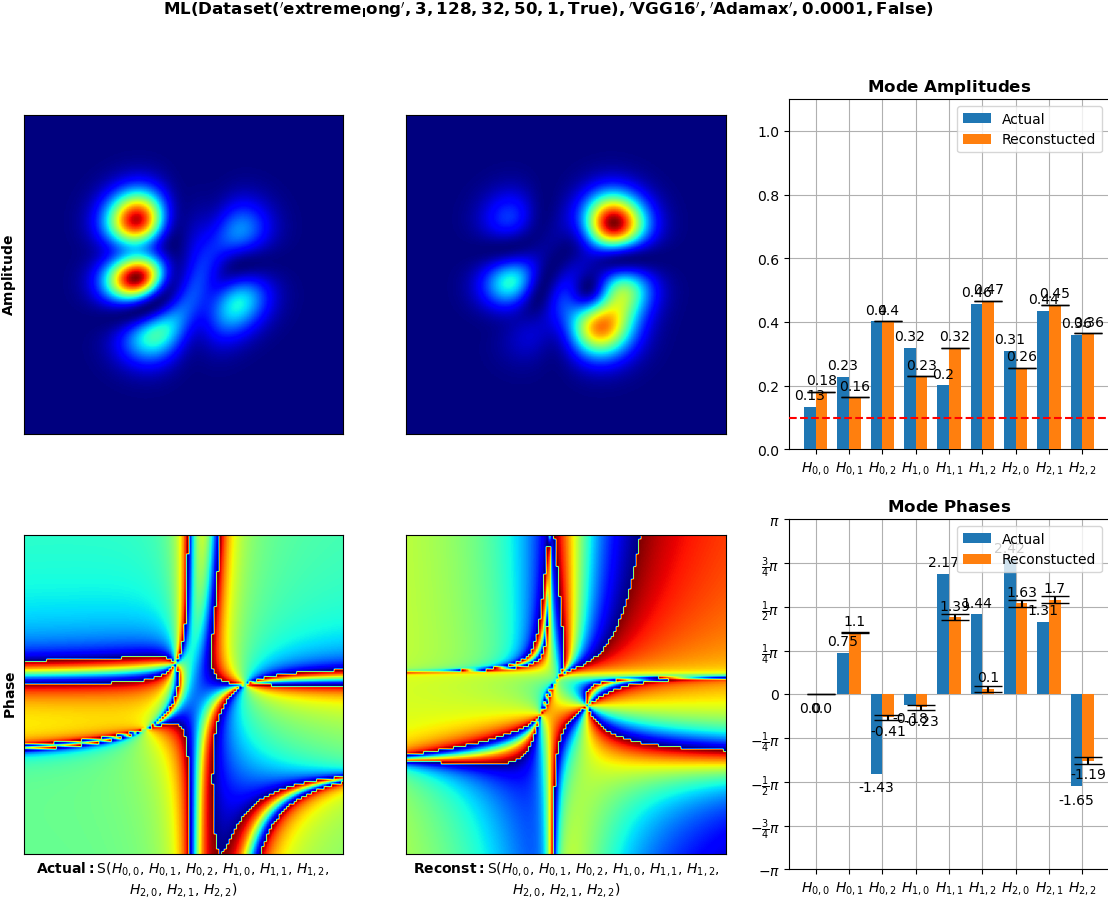 ML(Dataset('extreme_long', 3, 128, 32, 50, 1, True), 'VGG16', 'Adamax', 0.0001, False)
Mode Amplitudes
Actual
Reconstucted
1.0
0.8
0.6
0.4
0.2
0.0
0.13
0.18
0.23
0.16
0.4
0.4
0.32
0.23
0.2
0.32
0.46
0.47
0.31
0.26
0.44
0.45
0.36
0.36
H0,0 H0,1 H0,2 H1,0 H1,1 H1,2 H2,0 H2,1 H2,2
Amplitude
Mode Phases
Actual
Reconstucted
π
3/4π
1/2π
1/4π
0
−1/4π
−1/2π
−3/4π
−π
0.0
0.0
0.75
1.1
-1.43
-0.41
-0.18
-0.23
2.17
1.39
1.44
0.1
2.42
1.63
1.31
1.7
-1.65
-1.19
H0,0 H0,1 H0,2 H1,0 H1,1 H1,2 H2,0 H2,1 H2,2
Phase
Actual: S(H0,0, H0,1, H0,2, H1,0, H1,1, H1,2,
H2,0, H2,1, H2,2)
Reconst: S(H0,0, H0,1, H0,2, H1,0, H1,1, H1,2,
H2,0, H2,1, H2,2)